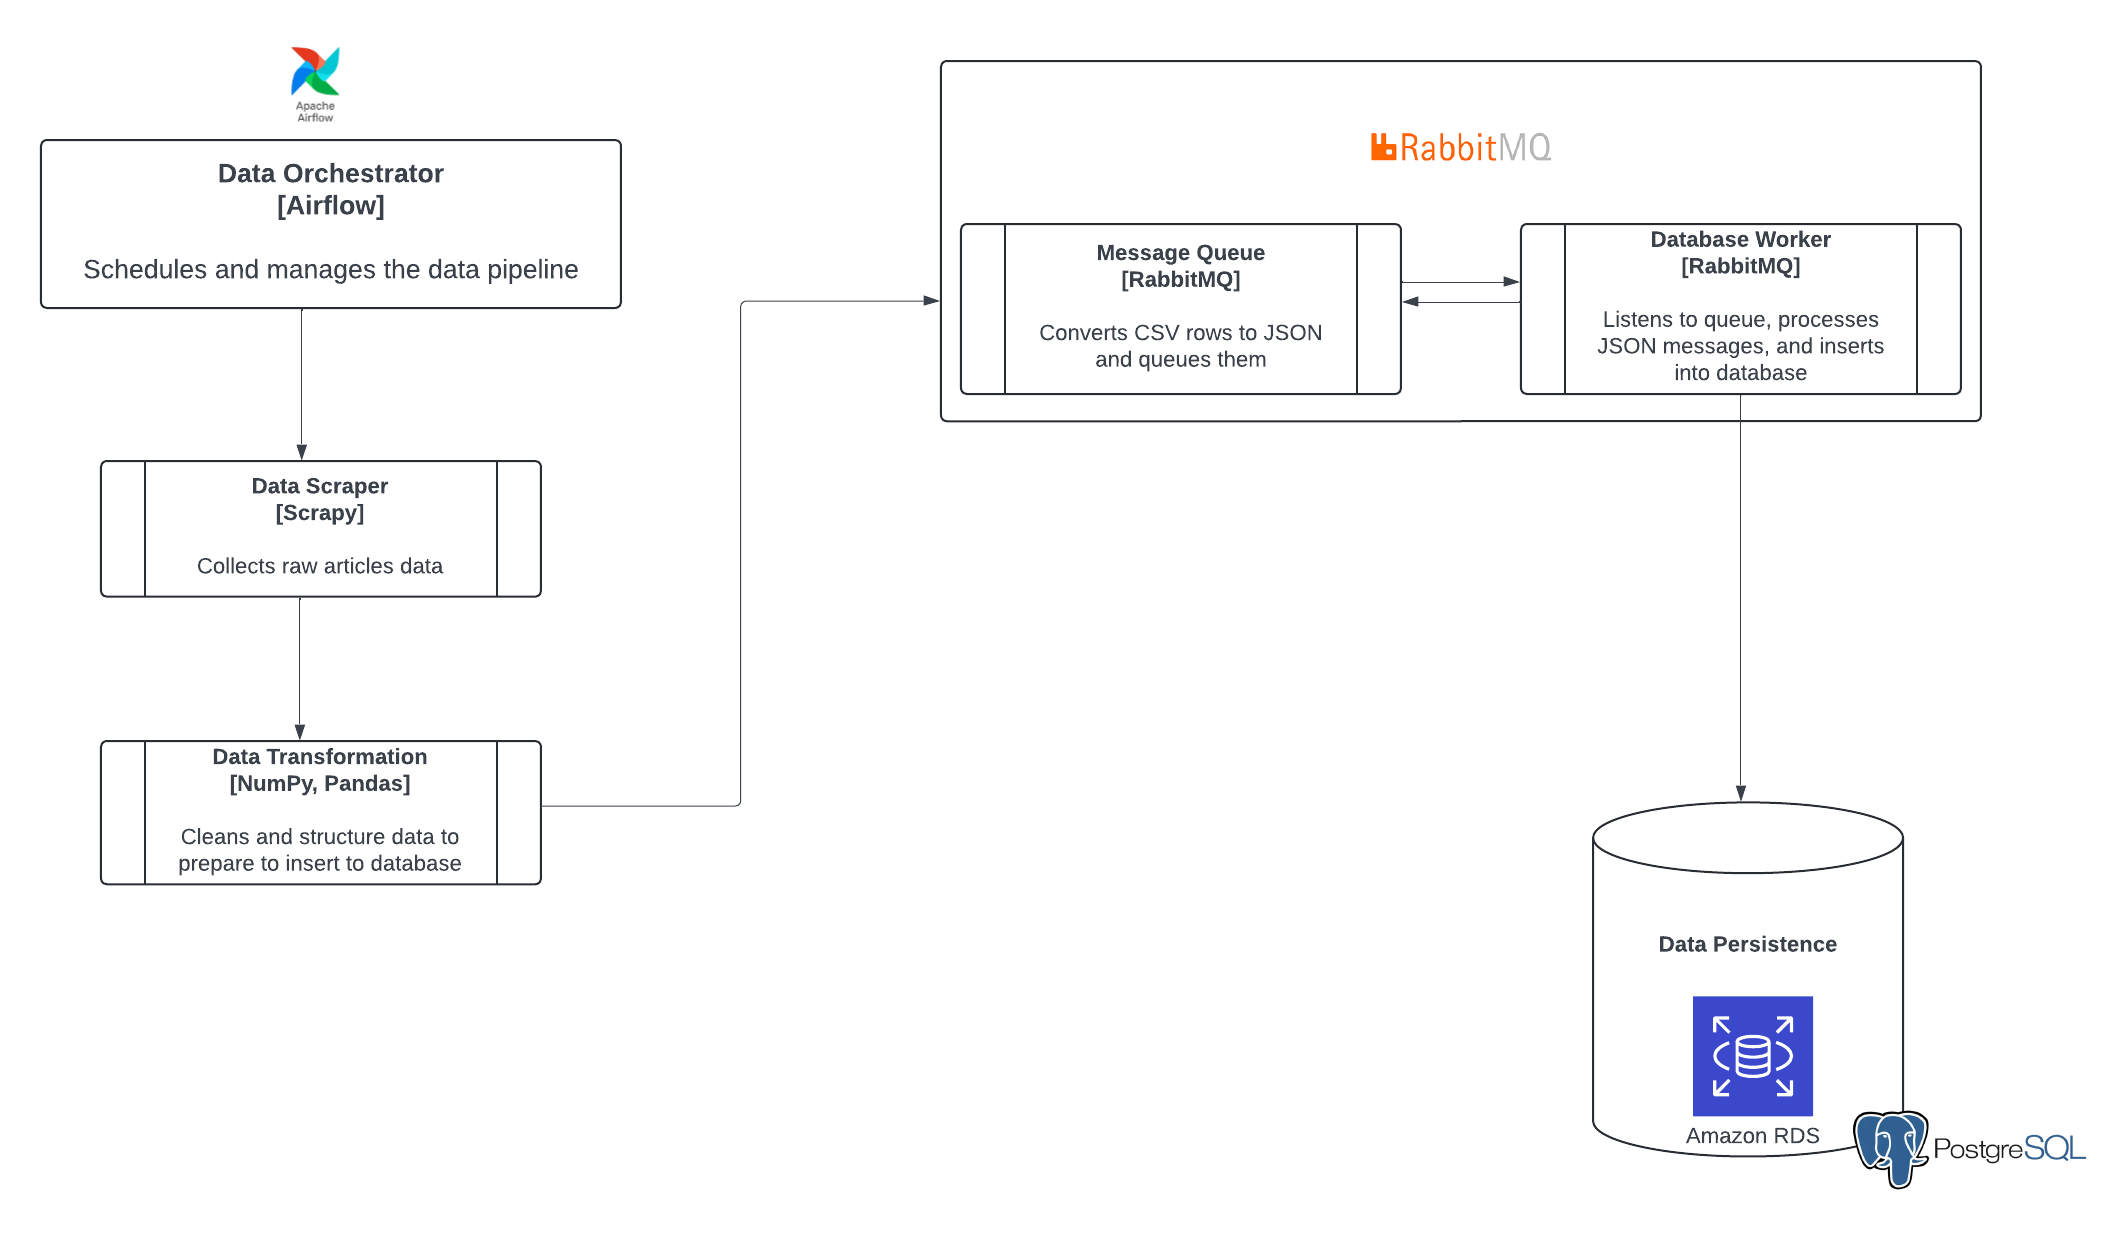 Apache
Airflow
Data Orchestrator
[Airflow]
Schedules and manages the data pipeline
Data Scraper
[Scrapy]
Collects raw articles data
Data Transformation
[NumPy, Pandas]
Cleans and structure data to
prepare to insert to database
RabbitMQ
Message Queue
[RabbitMQ]
Converts CSV rows to JSON
and queues them
Database Worker
[RabbitMQ]
Listens to queue, processes
JSON messages, and inserts
into database
Data Persistence
Amazon RDS
PostgreSQL